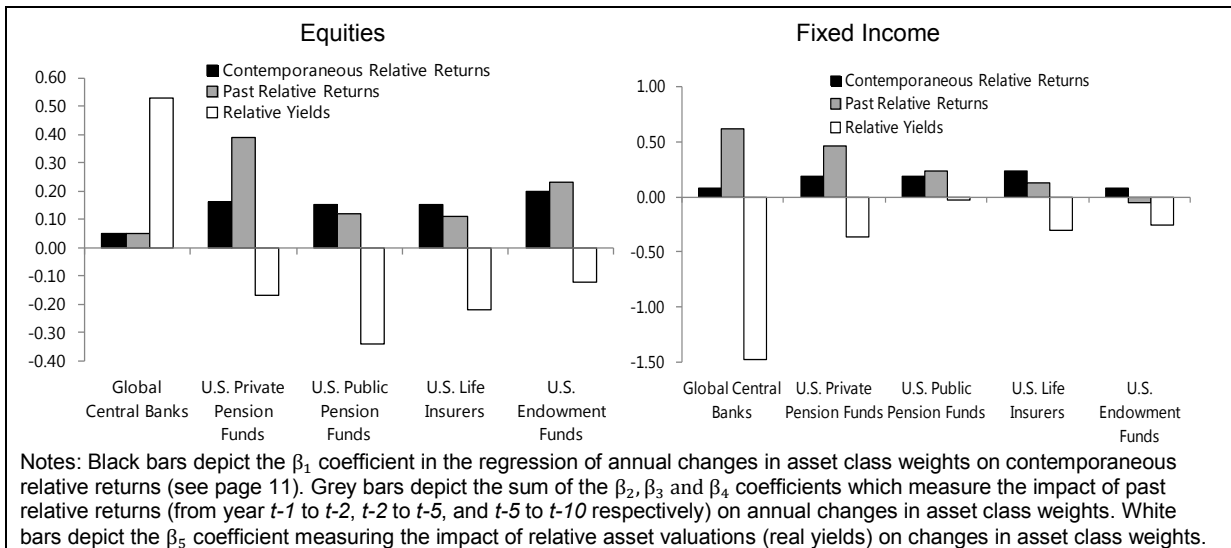 Equities
Contemporaneous Relative Returns
Past Relative Returns
Relative Yields
0.60
0.50
0.40
0.30
0.20
0.10
0.00
-0.10
-0.20
-0.30
-0.40
Global
Central Banks
U.S. Private
Pension
Funds
U.S. Public
Pension
Funds
U.S. Life
Insurers
U.S.
Endowment
Funds
Fixed Income
Contemporaneous Relative Returns
Past Relative Returns
Relative Yields
1.00
0.50
0.00
-0.50
-1.00
-1.50
Global Central
Banks
U.S. Private
Pension Funds
U.S. Public
Pension Funds
U.S. Life
Insurers
U.S.
Endowment
Funds
Notes: Black bars depict the β₁ coefficient in the regression of annual changes in asset class weights on contemporaneous
relative returns (see page 11). Grey bars depict the sum of the β₂, β₃ and β₄ coefficients which measure the impact of past
relative returns (from year t-1 to t-2, t-2 to t-5, and t-5 to t-10 respectively) on annual changes in asset class weights. White
bars depict the β₅ coefficient measuring the impact of relative asset valuations (real yields) on changes in asset class weights.